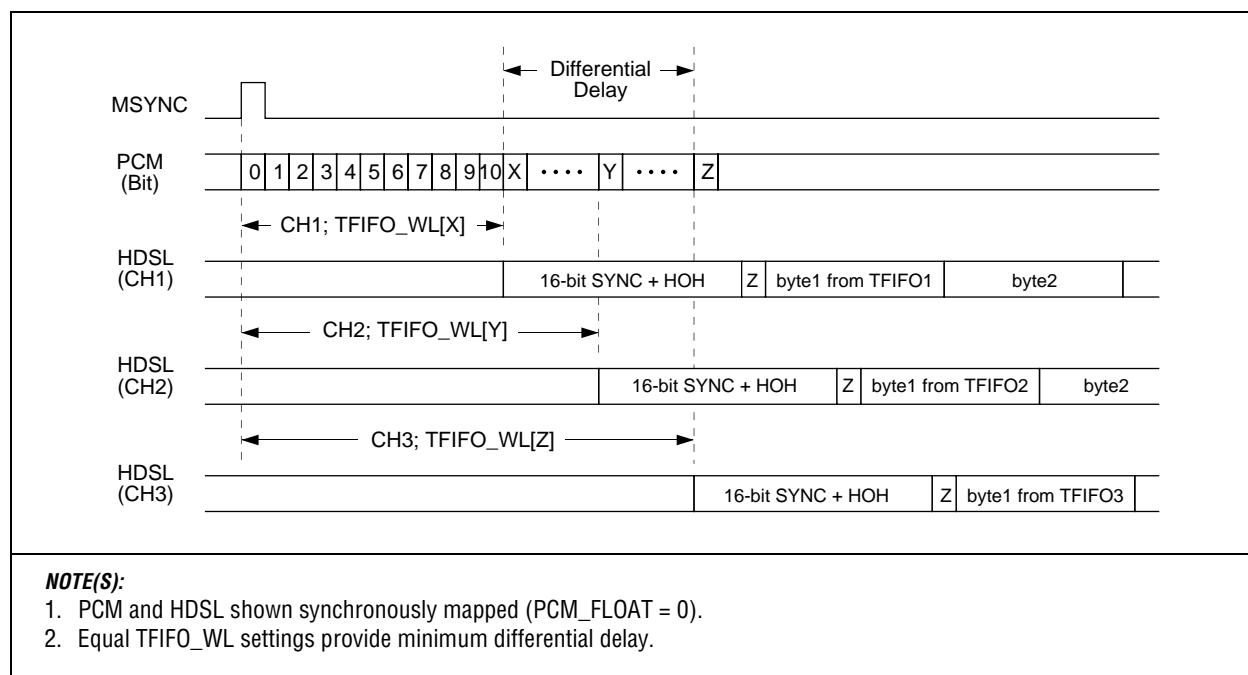 Differential
Delay
MSYNC
PCM
(Bit)
0 1 2 3 4 5 6 7 8 9 10 X • • • • Y • • • • Z
CH1; TFIFO_WL[X]
HDSL
(CH1)
16-bit SYNC + HOH Z byte1 from TFIFO1 byte2
CH2; TFIFO_WL[Y]
HDSL
(CH2)
16-bit SYNC + HOH Z byte1 from TFIFO2 byte2
CH3; TFIFO_WL[Z]
HDSL
(CH3)
16-bit SYNC + HOH Z byte1 from TFIFO3
NOTE(S):
1. PCM and HDSL shown synchronously mapped (PCM_FLOAT = 0).
2. Equal TFIFO_WL settings provide minimum differential delay.